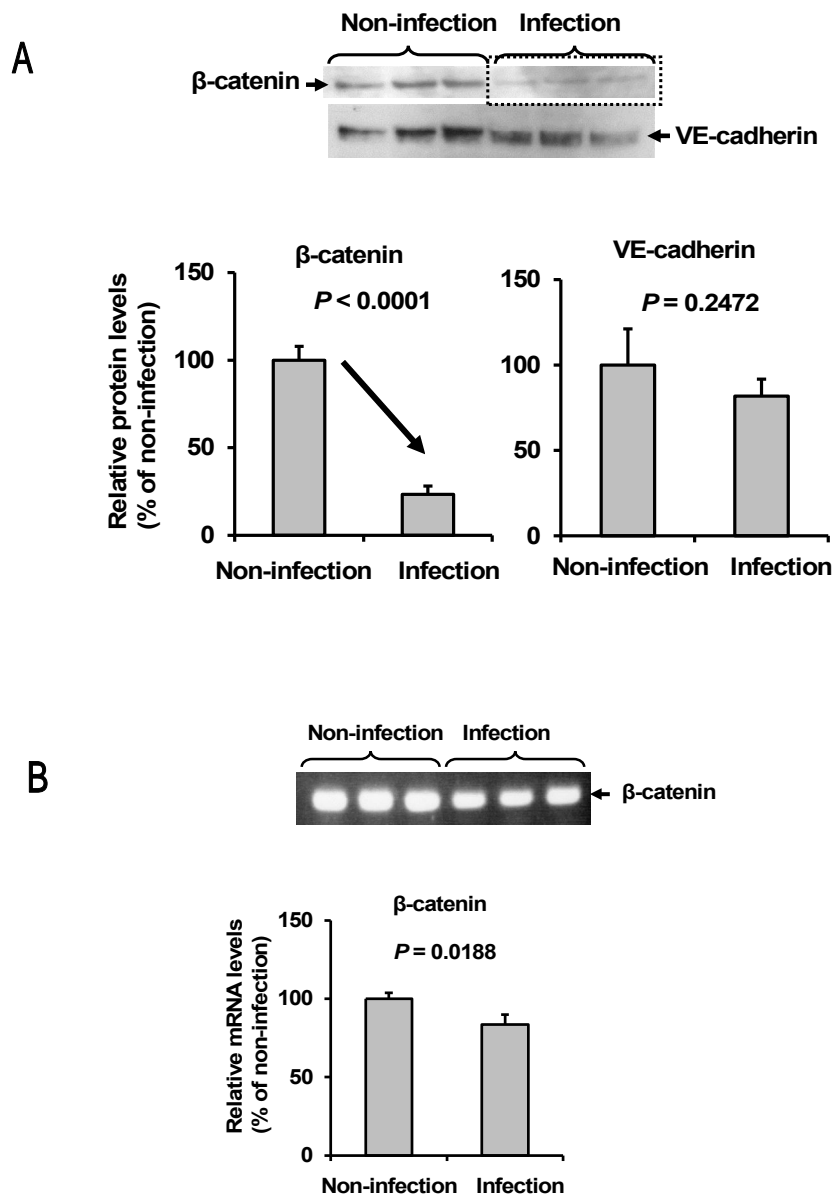 A
Non-infection Infection
β-catenin
VE-cadherin
β-catenin
P < 0.0001
Relative protein levels
(% of non-infection)
150
100
50
0
Non-infection Infection
VE-cadherin
P = 0.2472
150
100
50
0
Non-infection Infection
B
Non-infection Infection
β-catenin
β-catenin
P = 0.0188
Relative mRNA levels
(% of non-infection)
150
100
50
0
Non-infection Infection